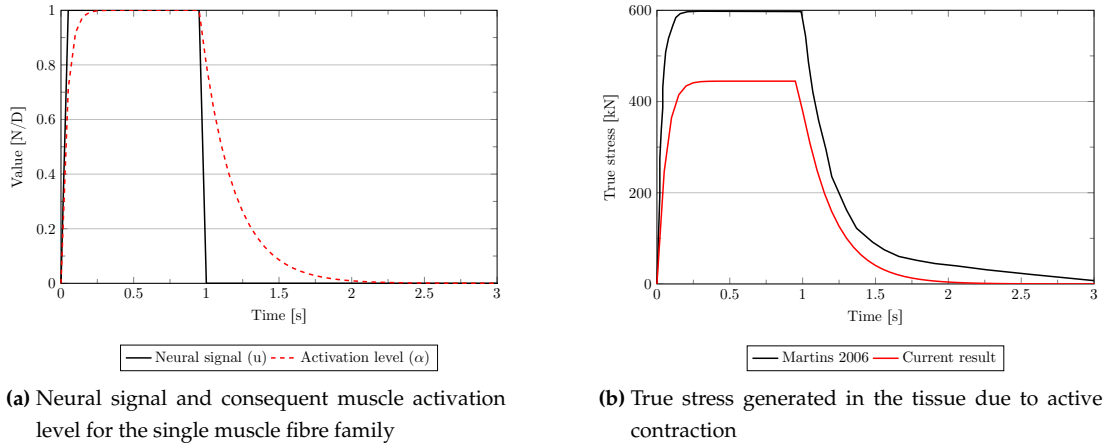 1
0.8
0.6
0.4
0.2
0
0 0.5 1 1.5 2 2.5 3
Value [N/D]
Time [s]
Neural signal (u) Activation level (α)
(a) Neural signal and consequent muscle activation
level for the single muscle fibre family
600
400
200
0
0 0.5 1 1.5 2 2.5 3
True stress [kN]
Time [s]
Martins 2006 Current result
(b) True stress generated in the tissue due to active
contraction